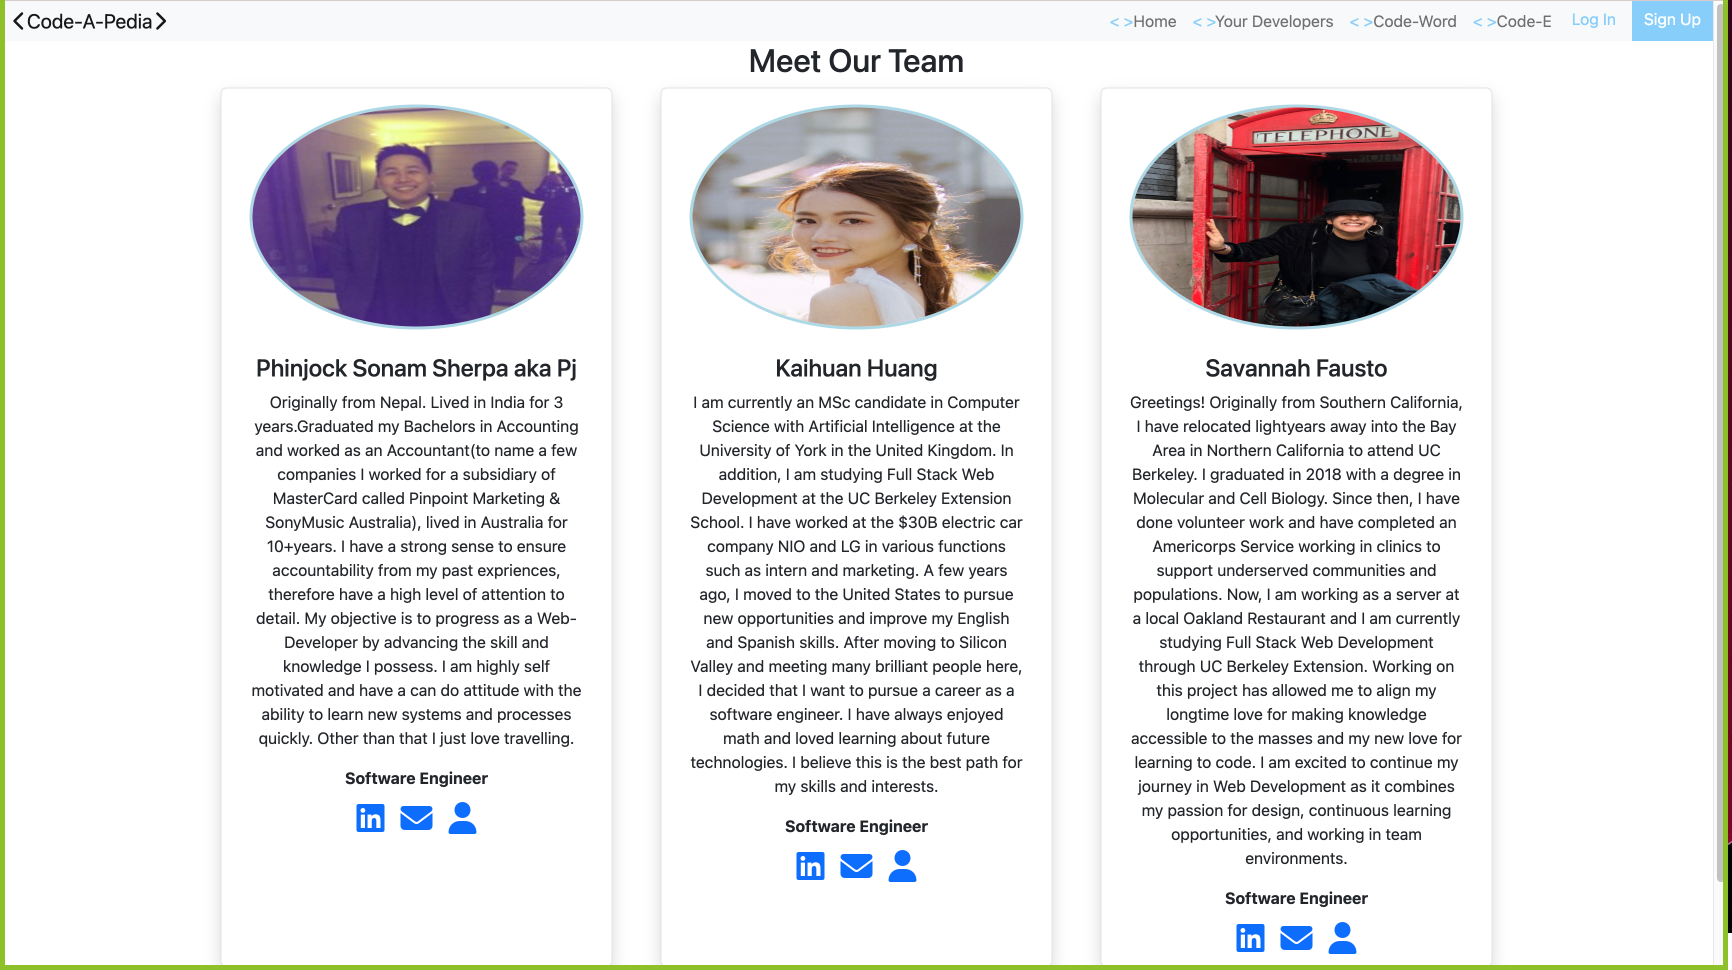 <Code-A-Pedia>
< >Home < >Your Developers < >Code-Word < >Code-E Log In Sign Up
Meet Our Team
TELEPHONE
Phinjock Sonam Sherpa aka Pj
Originally from Nepal. Lived in India for 3
years.Graduated my Bachelors in Accounting
and worked as an Accountant(to name a few
companies I worked for a subsidiary of
MasterCard called Pinpoint Marketing &
SonyMusic Australia), lived in Australia for
10+years. I have a strong sense to ensure
accountability from my past expriences,
therefore have a high level of attention to
detail. My objective is to progress as a Web-
Developer by advancing the skill and
knowledge I possess. I am highly self
motivated and have a can do attitude with the
ability to learn new systems and processes
quickly. Other than that I just love travelling.
Software Engineer
in
Kaihuan Huang
I am currently an MSc candidate in Computer
Science with Artificial Intelligence at the
University of York in the United Kingdom. In
addition, I am studying Full Stack Web
Development at the UC Berkeley Extension
School. I have worked at the $30B electric car
company NIO and LG in various functions
such as intern and marketing. A few years
ago, I moved to the United States to pursue
new opportunities and improve my English
and Spanish skills. After moving to Silicon
Valley and meeting many brilliant people here,
I decided that I want to pursue a career as a
software engineer. I have always enjoyed
math and loved learning about future
technologies. I believe this is the best path for
my skills and interests.
Software Engineer
in
Savannah Fausto
Greetings! Originally from Southern California,
I have relocated lightyears away into the Bay
Area in Northern California to attend UC
Berkeley. I graduated in 2018 with a degree in
Molecular and Cell Biology. Since then, I have
done volunteer work and have completed an
Americorps Service working in clinics to
support underserved communities and
populations. Now, I am working as a server at
a local Oakland Restaurant and I am currently
studying Full Stack Web Development
through UC Berkeley Extension. Working on
this project has allowed me to align my
longtime love for making knowledge
accessible to the masses and my new love for
learning to code. I am excited to continue my
journey in Web Development as it combines
my passion for design, continuous learning
opportunities, and working in team
environments.
Software Engineer
in